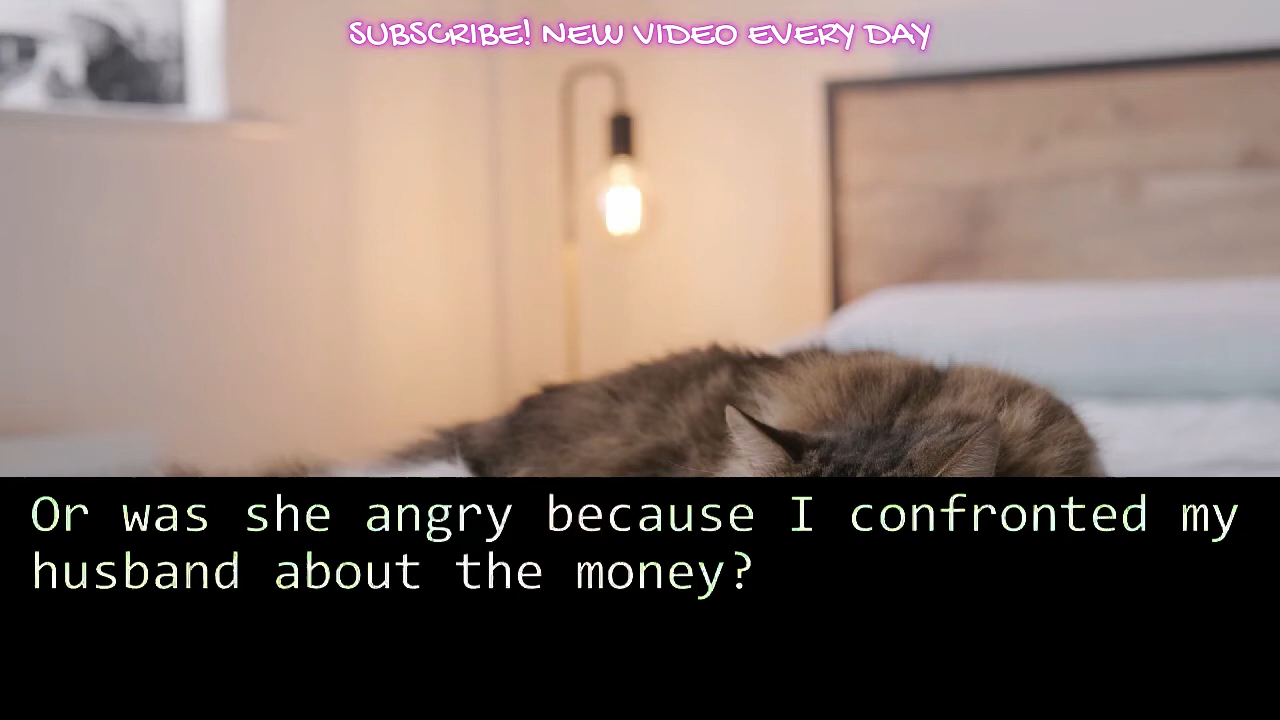 SUBSCRIBE! NEW VIDEO EVERY DAY
Or was she angry because I confronted my
husband about the money?